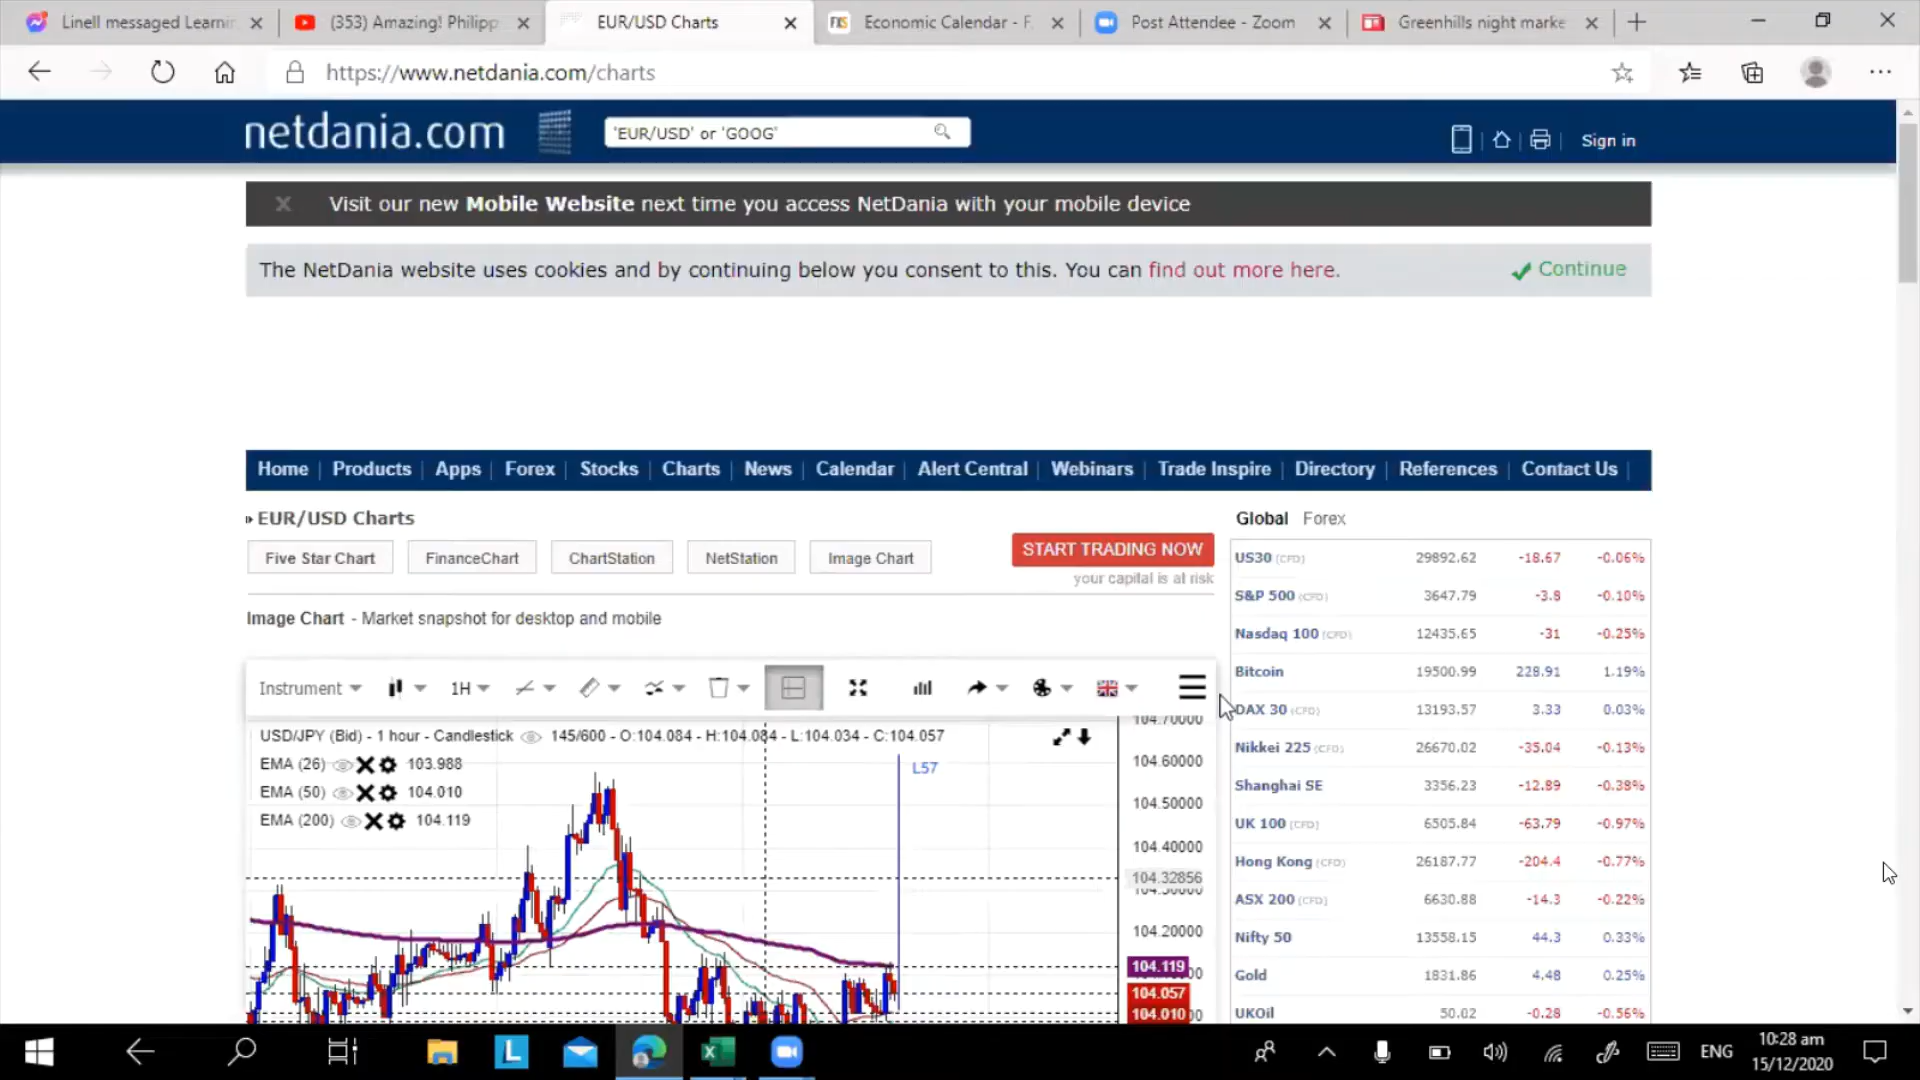 Linell messaged Learnin
(353) Amazing! Philipp
EUR/USD Charts
FXS Economic Calendar - F
Post Attendee - Zoom
Greenhills night marke
https://www.netdania.com/charts
netdania.com
'EUR/USD' or 'GOOG'
Sign in
Visit our new Mobile Website next time you access NetDania with your mobile device
The NetDania website uses cookies and by continuing below you consent to this. You can find out more here.
Continue
Home | Products | Apps | Forex | Stocks | Charts | News | Calendar | Alert Central | Webinars | Trade Inspire | Directory | References | Contact Us |
EUR/USD Charts
Five Star Chart
FinanceChart
ChartStation
NetStation
Image Chart
START TRADING NOW
your capital is at risk
Image Chart - Market snapshot for desktop and mobile
Instrument
1H
USD/JPY (Bid) - 1 hour - Candlestick 145/600 - O:104.084 - H:104.084 - L:104.034 - C:104.057
EMA (26) 103.988
EMA (50) 104.010
EMA (200) 104.119
L57
104.70000
104.60000
104.50000
104.40000
104.32856
104.30000
104.20000
104.119
104.057
104.010
Global Forex
US30 (CFD) 29892.62 -18.67 -0.06%
S&P 500 (CFD) 3647.79 -3.8 -0.10%
Nasdaq 100 (CFD) 12435.65 -31 -0.25%
Bitcoin 19500.99 228.91 1.19%
DAX 30 (CFD) 13193.57 3.33 0.03%
Nikkei 225 (CFD) 26670.02 -35.04 -0.13%
Shanghai SE 3356.23 -12.89 -0.38%
UK 100 (CFD) 6505.84 -63.79 -0.97%
Hong Kong (CFD) 26187.77 -204.4 -0.77%
ASX 200 (CFD) 6630.88 -14.3 -0.22%
Nifty 50 13558.15 44.3 0.33%
Gold 1831.86 4.48 0.25%
UKOil 50.02 -0.28 -0.56%
L
ENG
10:28 am
15/12/2020